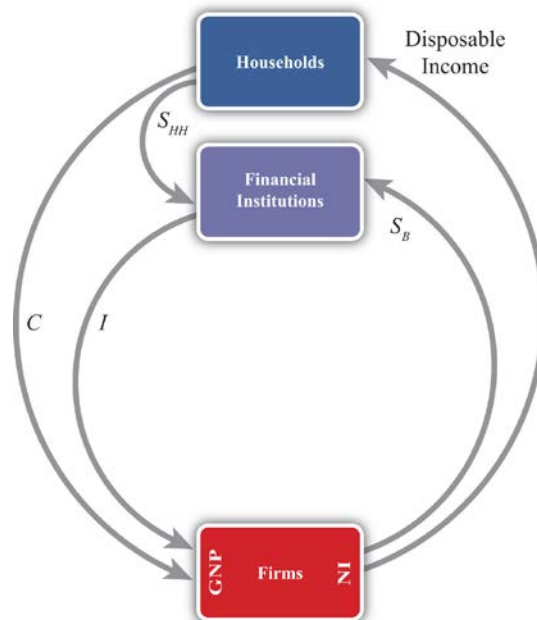 Households
Disposable
Income
S_HH
Financial
Institutions
S_B
C
I
GNP
Firms
NI